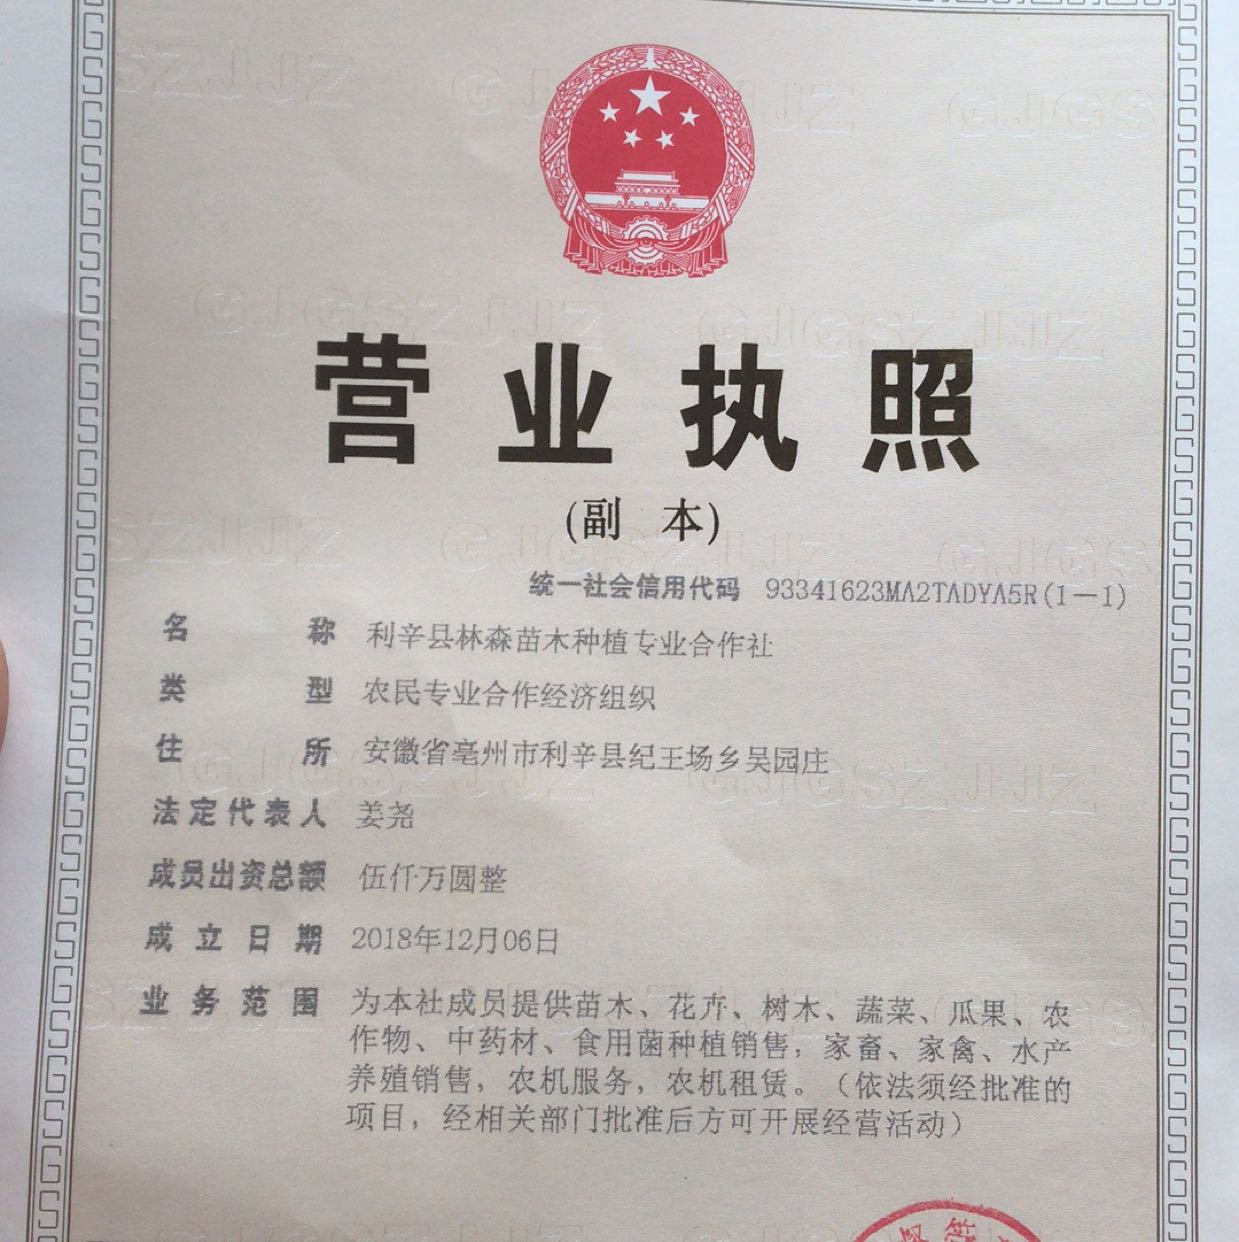 营业执照
(副 本)
统一社会信用代码 93341623MA2TADYA5R(1-1)
名 称 利辛县林森苗木种植专业合作社
类 型 农民专业合作经济组织
住 所 安徽省亳州市利辛县纪王场乡吴园庄
法定代表人 姜尧
成员出资总额 伍仟万圆整
成立日期 2018年12月06日
业务范围 为本社成员提供苗木、花卉、树木、蔬菜、瓜果、农
作物、中药材、食用菌种植销售，家畜、家禽、水产
养殖销售，农机服务，农机租赁。（依法须经批准的
项目，经相关部门批准后方可开展经营活动）